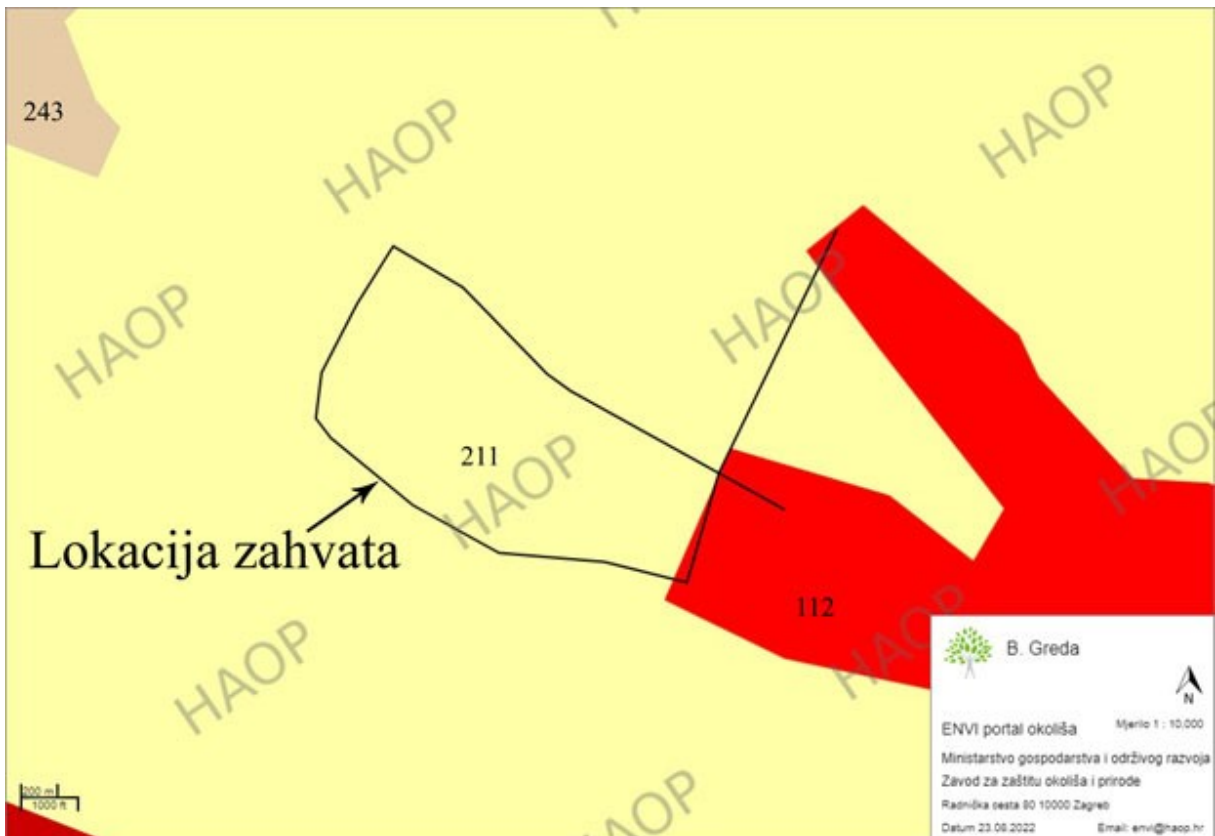 HAOP
243
HAOP
HAOP
HAOP
HAOP
HAOP
211
HAOP
HAOP
Lokacija zahvata
112
HAOP
HAOP
B. Greda
N
ENVI portal okoliša
Mjerilo 1 : 10.000
Ministarstvo gospodarstva i održivog razvoja
Zavod za zaštitu okoliša i prirode
Radnička cesta 80 10000 Zagreb
Datum 23.08.2022
Email: envi@haop.hr
200 m
1000 ft
HAOP